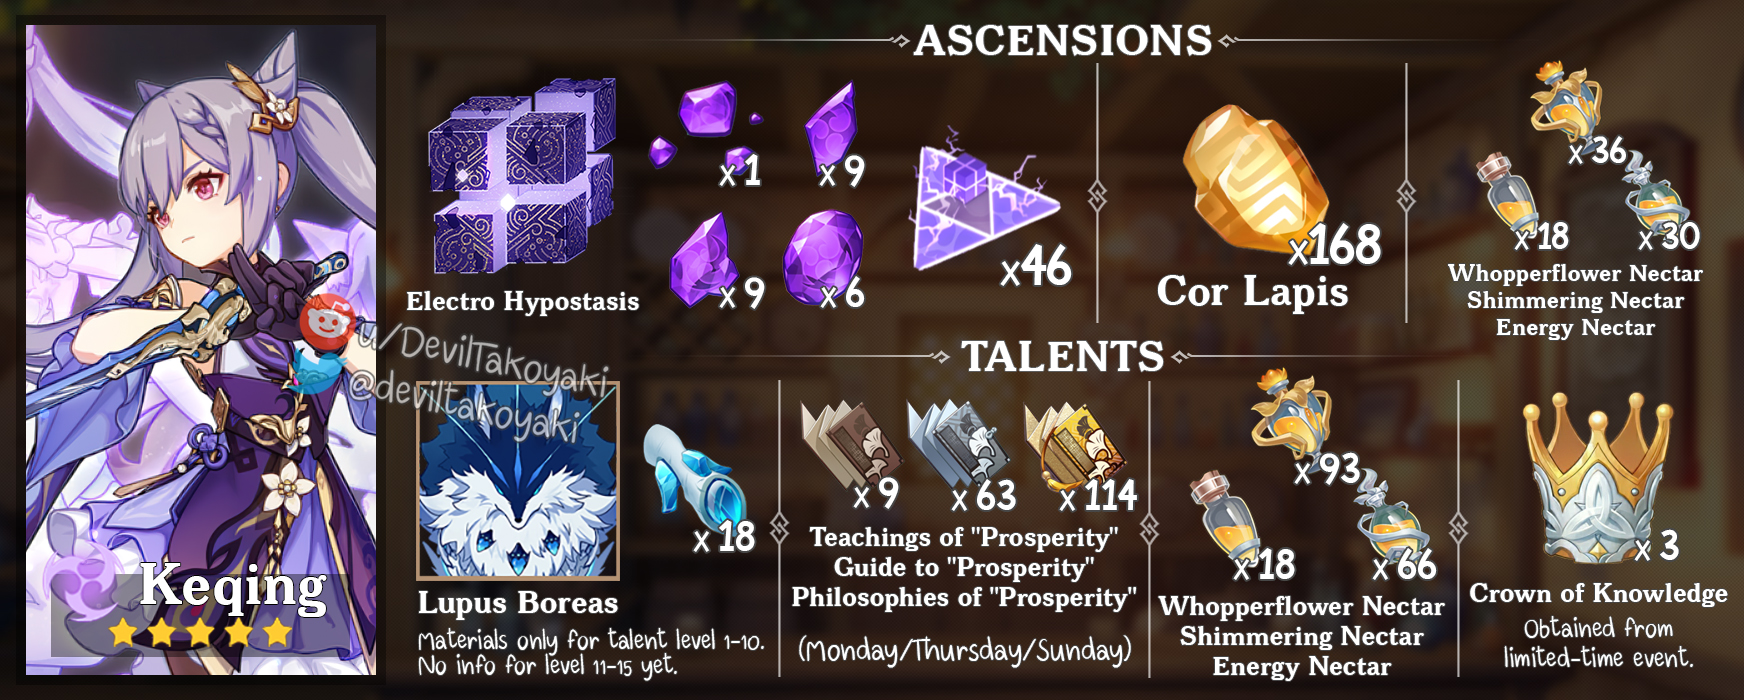 ASCENSIONS
x1
x9
x9
x6
x46
x168
x36
x18
x30
Electro Hypostasis
Cor Lapis
Whopperflower Nectar
Shimmering Nectar
Energy Nectar
u/DevilTakoyaki
@deviltakoyaki
TALENTS
x18
x9
x63
x114
x93
x18
x66
x3
Keqing
Lupus Boreas
Materials only for talent level 1-10.
No info for level 11-15 yet.
Teachings of "Prosperity"
Guide to "Prosperity"
Philosophies of "Prosperity"
(Monday/Thursday/Sunday)
Whopperflower Nectar
Shimmering Nectar
Energy Nectar
Crown of Knowledge
Obtained from
limited-time event.